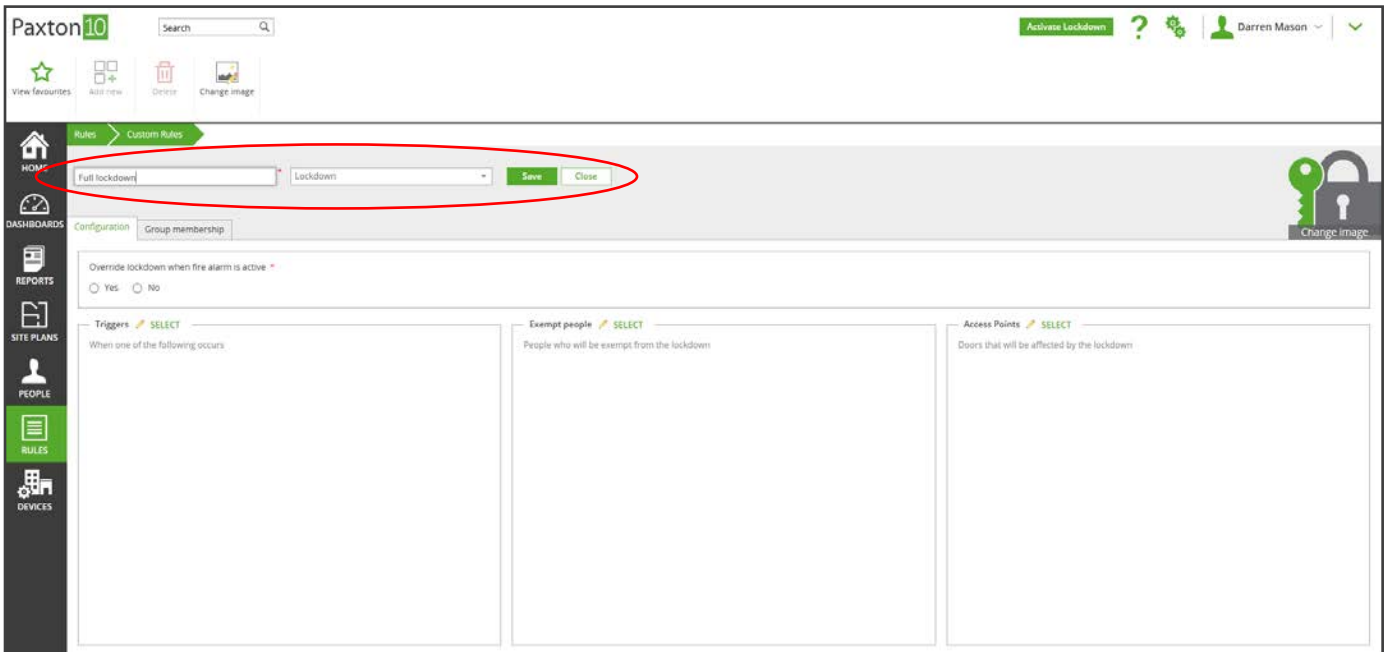 Paxton10
Search
Activate Lockdown
?
Darren Mason
View favourites
Add new
Delete
Change image
HOME
DASHBOARDS
REPORTS
SITE PLANS
PEOPLE
RULES
DEVICES
Rules
Custom Rules
Full lockdown
*
Lockdown
Save
Close
Change image
Configuration
Group membership
Override lockdown when fire alarm is active *
Yes No
Triggers SELECT
When one of the following occurs
Exempt people SELECT
People who will be exempt from the lockdown
Access Points SELECT
Doors that will be affected by the lockdown